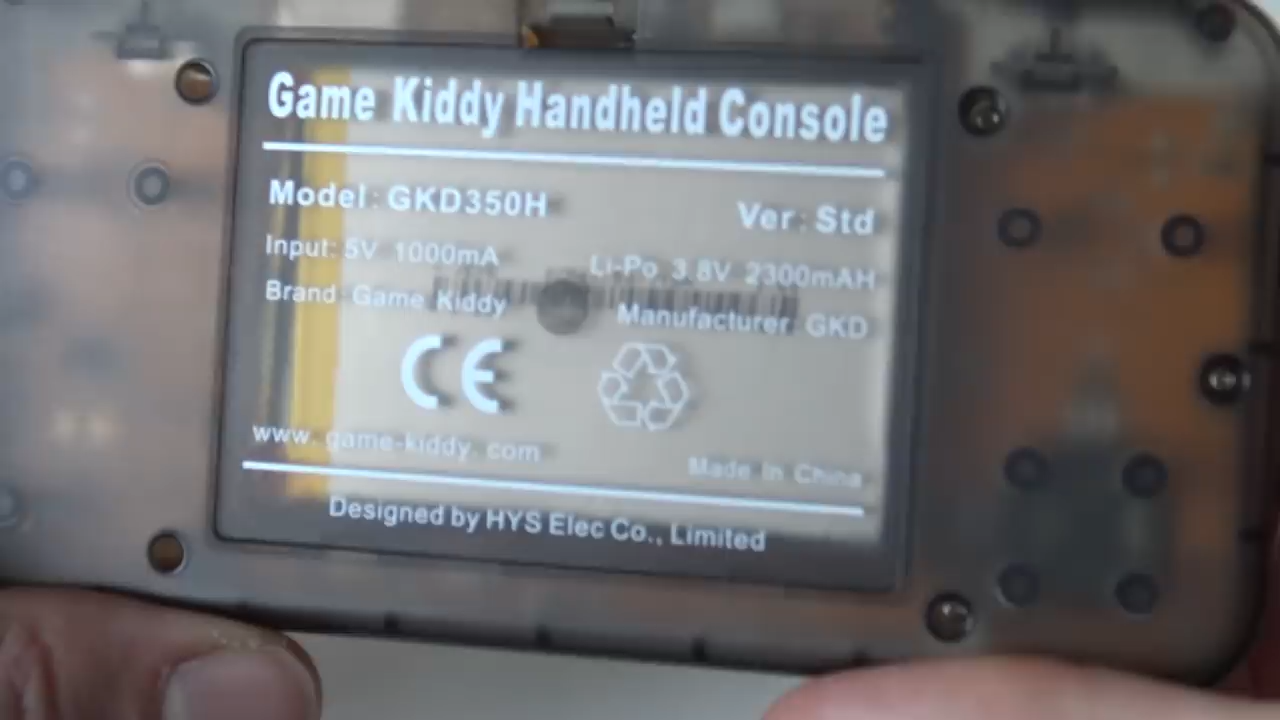 Game Kiddy Handheld Console
Model: GKD350H
Ver: Std
Input: 5V 1000mA
Li-Po 3.8V 2300mAH
Brand Game Kiddy
Manufacturer GKD
CE
www.game-kiddy.com
Made in China
Designed by HYS Elec Co., Limited